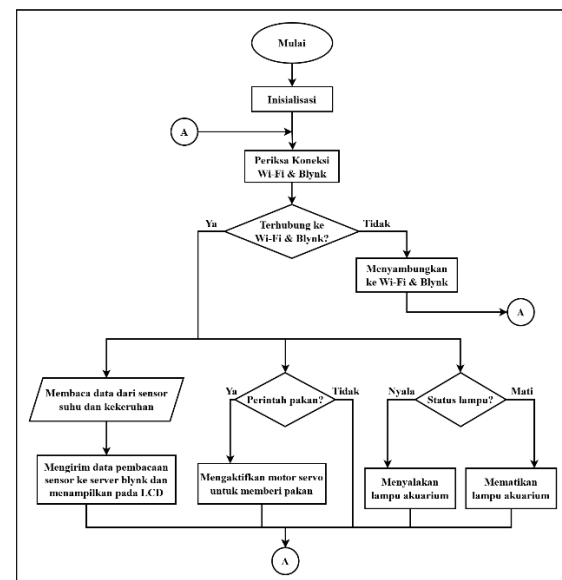 Mulai
Inisialisasi
A
Periksa Koneksi
Wi-Fi & Blynk
Ya
Terhubung ke
Wi-Fi & Blynk?
Tidak
Menyambungkan
ke Wi-Fi & Blynk
A
Membaca data dari sensor
suhu dan kekeruhan
Ya
Perintah pakan?
Tidak
Nyala
Status lampu?
Mati
Mengirim data pembacaan
sensor ke server blynk dan
menampilkan pada LCD
Mengaktifkan motor servo
untuk memberi pakan
Menyalakan
lampu akuarium
Mematikan
lampu akuarium
A